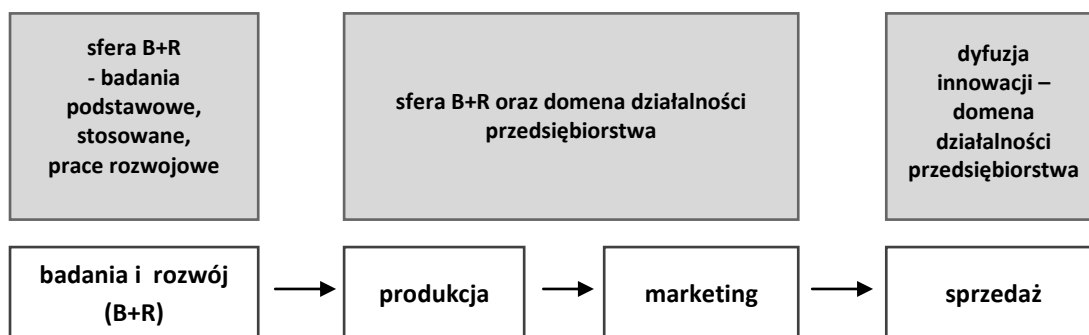 sfera B+R
- badania
podstawowe,
stosowane,
prace rozwojowe
sfera B+R oraz domena działalności
przedsiębiorstwa
dyfuzja
innowacji –
domena
działalności
przedsiębiorstwa
badania i rozwój
(B+R)
produkcja
marketing
sprzedaż